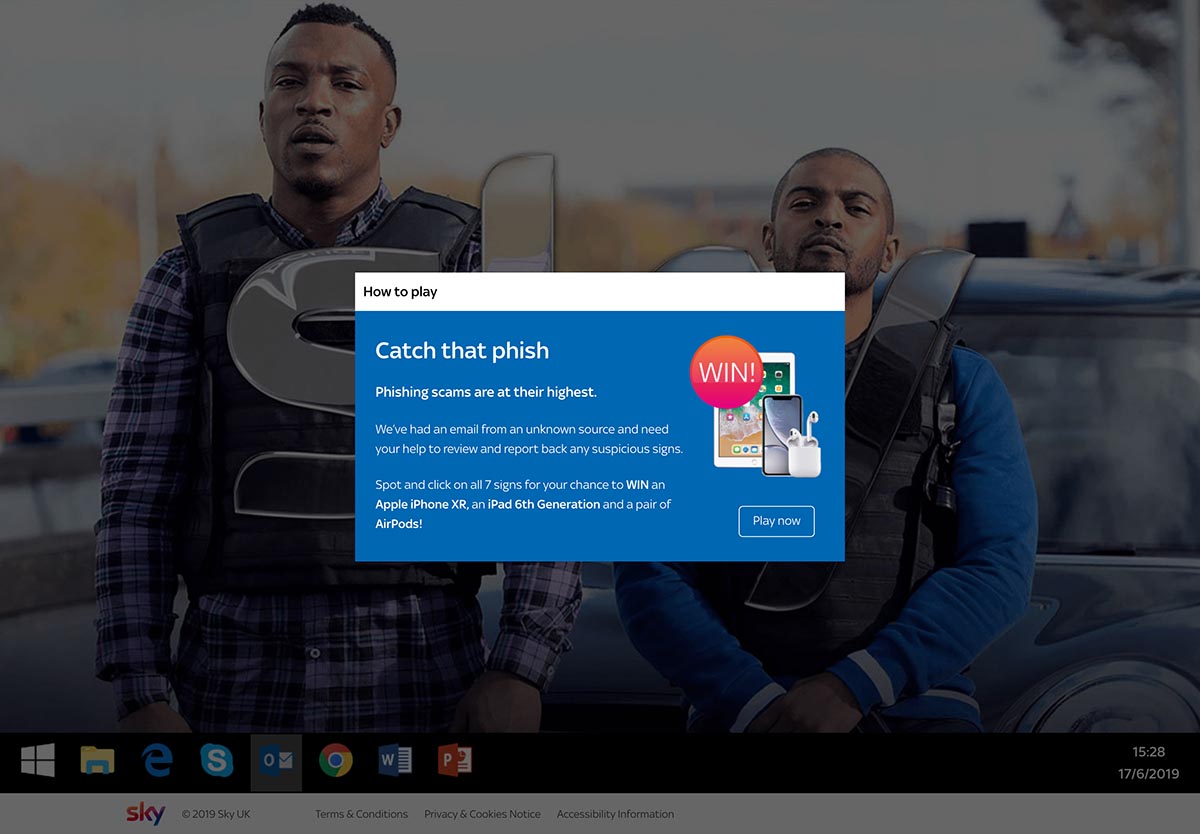 How to play
Catch that phish
WIN!
Phishing scams are at their highest.
We've had an email from an unknown source and need
your help to review and report back any suspicious signs.
Spot and click on all 7 signs for your chance to WIN an
Apple iPhone XR, an iPad 6th Generation and a pair of
AirPods!
Play now
15:28
17/6/2019
sky © 2019 Sky UK Terms & Conditions Privacy & Cookies Notice Accessibility Information